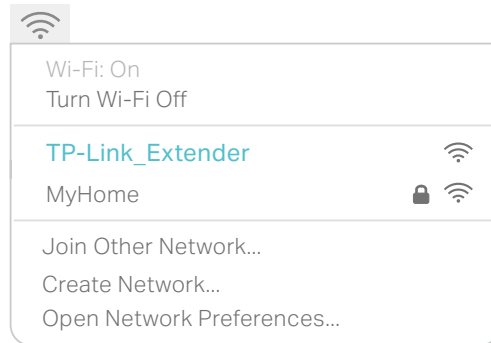 Wi-Fi: On
Turn Wi-Fi Off
TP-Link_Extender
MyHome
Join Other Network...
Create Network...
Open Network Preferences...